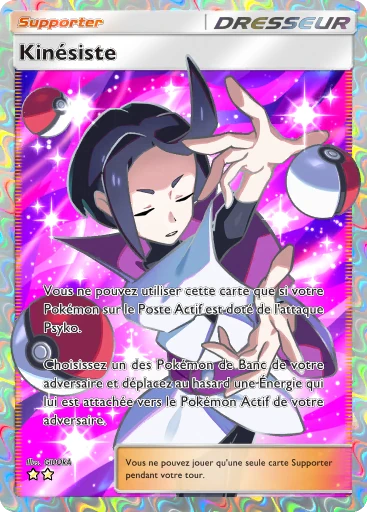 Supporter
DRESSEUR
Kinésiste
Vous ne pouvez utiliser cette carte que si votre
Pokémon sur le Poste Actif est doté de l'attaque
Psyko.
Choisissez un des Pokémon de Banc de votre
adversaire et déplacez au hasard une Énergie qui
lui est attachée vers le Pokémon Actif de votre
adversaire.
Illus. GIDORA
Vous ne pouvez jouer qu'une seule carte Supporter
pendant votre tour.